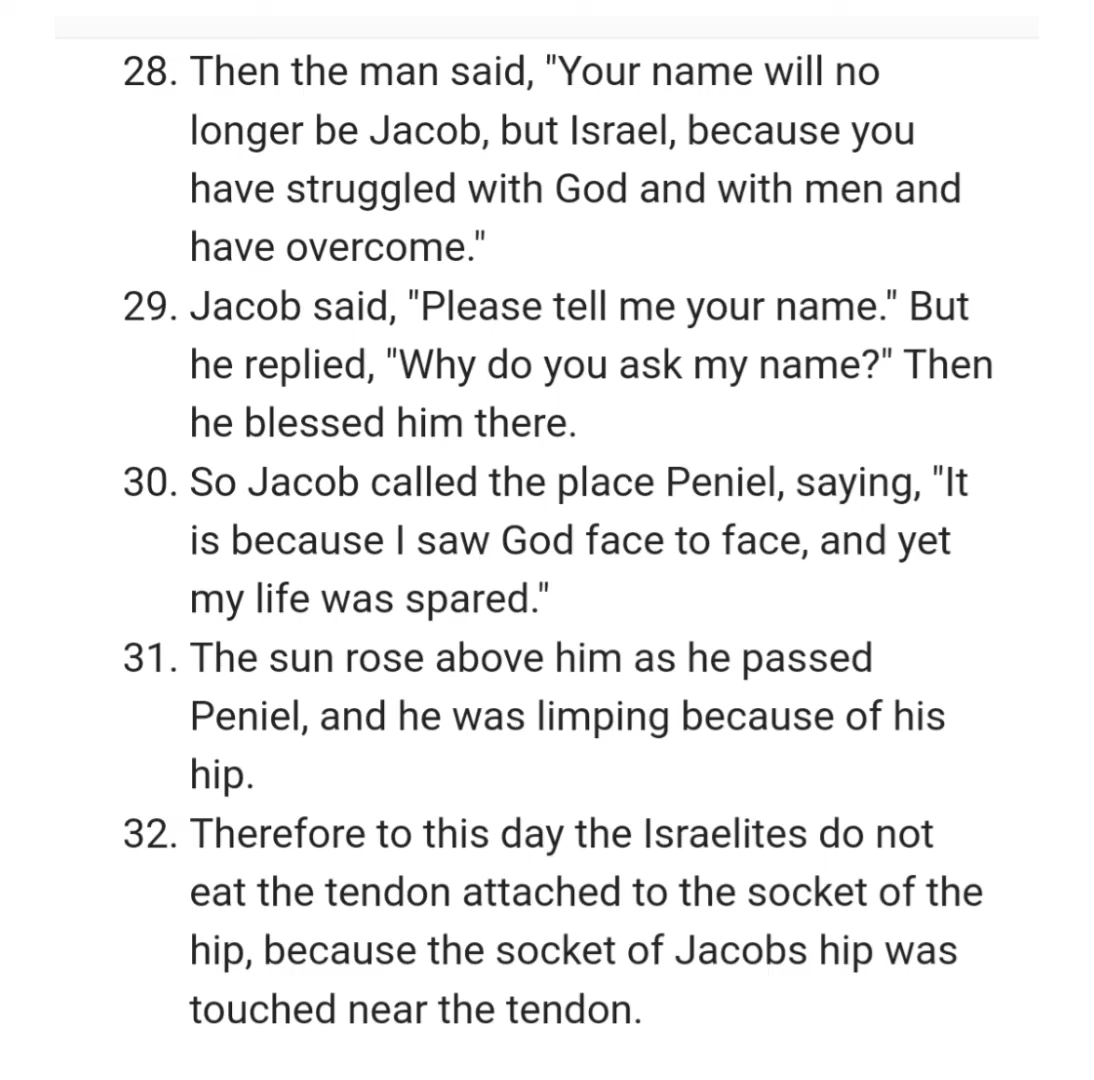 28. Then the man said, "Your name will no
longer be Jacob, but Israel, because you
have struggled with God and with men and
have overcome."
29. Jacob said, "Please tell me your name." But
he replied, "Why do you ask my name?" Then
he blessed him there.
30. So Jacob called the place Peniel, saying, "It
is because I saw God face to face, and yet
my life was spared."
31. The sun rose above him as he passed
Peniel, and he was limping because of his
hip.
32. Therefore to this day the Israelites do not
eat the tendon attached to the socket of the
hip, because the socket of Jacobs hip was
touched near the tendon.